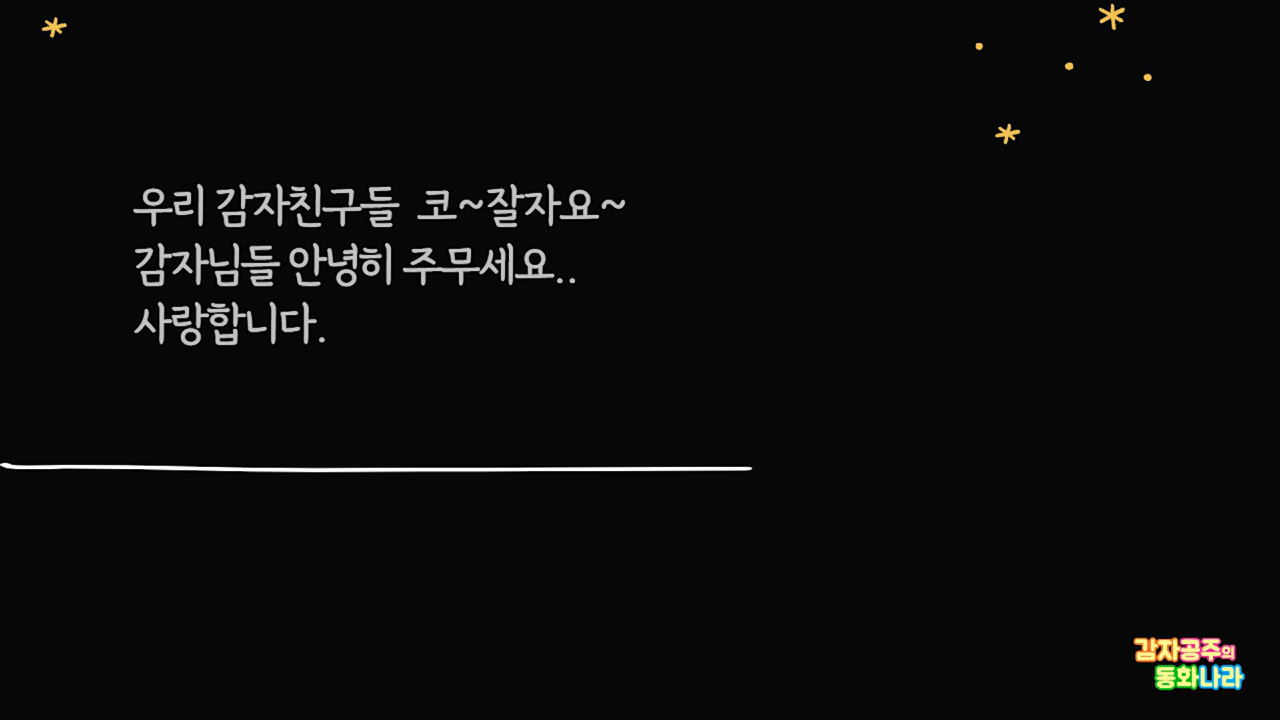 우리 감자친구들 코~잘자요~
감자님들 안녕히 주무세요..
사랑합니다.
감자공주의
동화나라